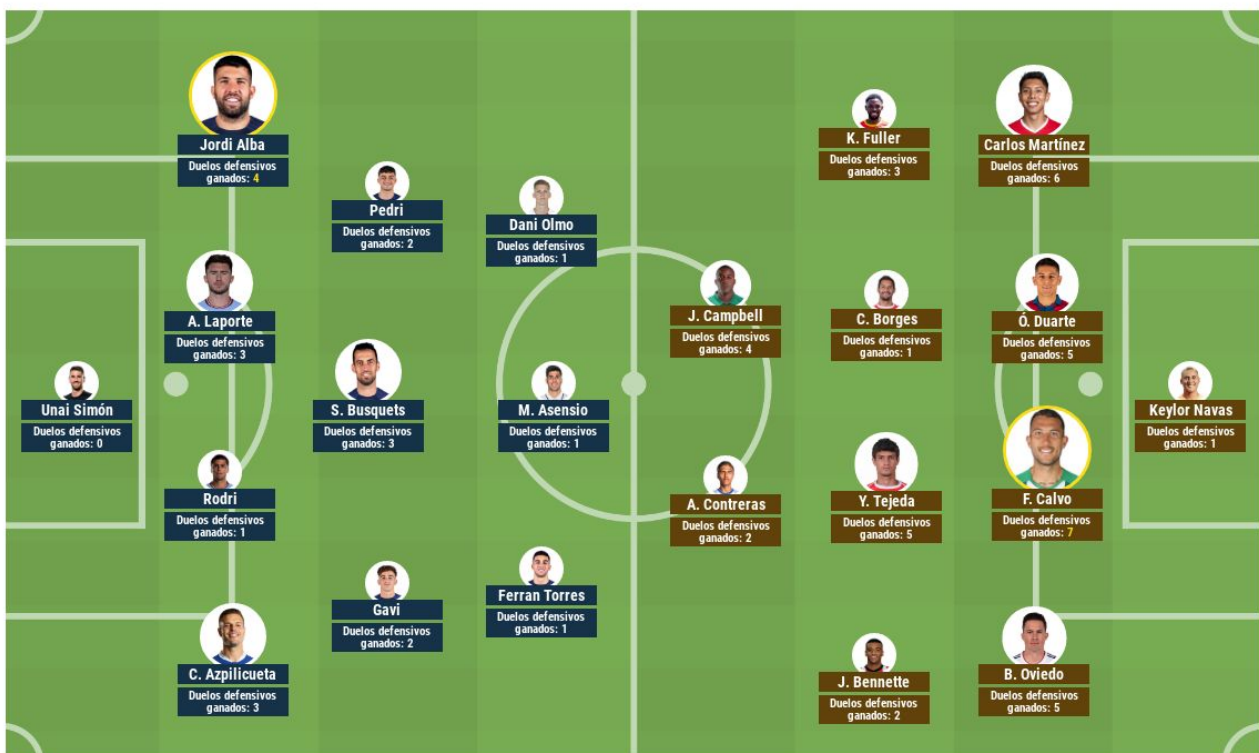 Jordi Alba
Duelos defensivos
ganados: 4
Pedri
Duelos defensivos
ganados: 2
Dani Olmo
Duelos defensivos
ganados: 1
A. Laporte
Duelos defensivos
ganados: 3
Unai Simón
Duelos defensivos
ganados: 0
S. Busquets
Duelos defensivos
ganados: 3
M. Asensio
Duelos defensivos
ganados: 1
Rodri
Duelos defensivos
ganados: 1
Gavi
Duelos defensivos
ganados: 2
Ferran Torres
Duelos defensivos
ganados: 1
C. Azpilicueta
Duelos defensivos
ganados: 3
K. Fuller
Duelos defensivos
ganados: 3
Carlos Martínez
Duelos defensivos
ganados: 6
J. Campbell
Duelos defensivos
ganados: 4
C. Borges
Duelos defensivos
ganados: 1
Ó. Duarte
Duelos defensivos
ganados: 5
Keylor Navas
Duelos defensivos
ganados: 1
A. Contreras
Duelos defensivos
ganados: 2
Y. Tejeda
Duelos defensivos
ganados: 5
F. Calvo
Duelos defensivos
ganados: 7
J. Bennette
Duelos defensivos
ganados: 2
B. Oviedo
Duelos defensivos
ganados: 5